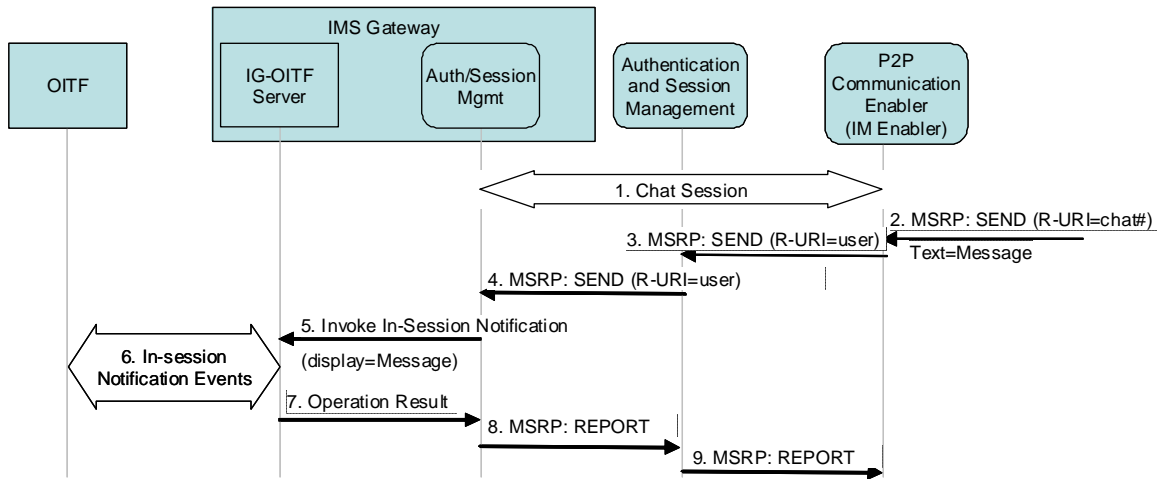 IMS Gateway
OITF
IG-OITF
Server
Auth/Session
Mgmt
Authentication
and Session
Management
P2P
Communication
Enabler
(IM Enabler)
1. Chat Session
2. MSRP: SEND (R-URI=chat#)
Text=Message
3. MSRP: SEND (R-URI=user)
4. MSRP: SEND (R-URI=user)
5. Invoke In-Session Notification
(display=Message)
6. In-session
Notification Events
7. Operation Result
8. MSRP: REPORT
9. MSRP: REPORT